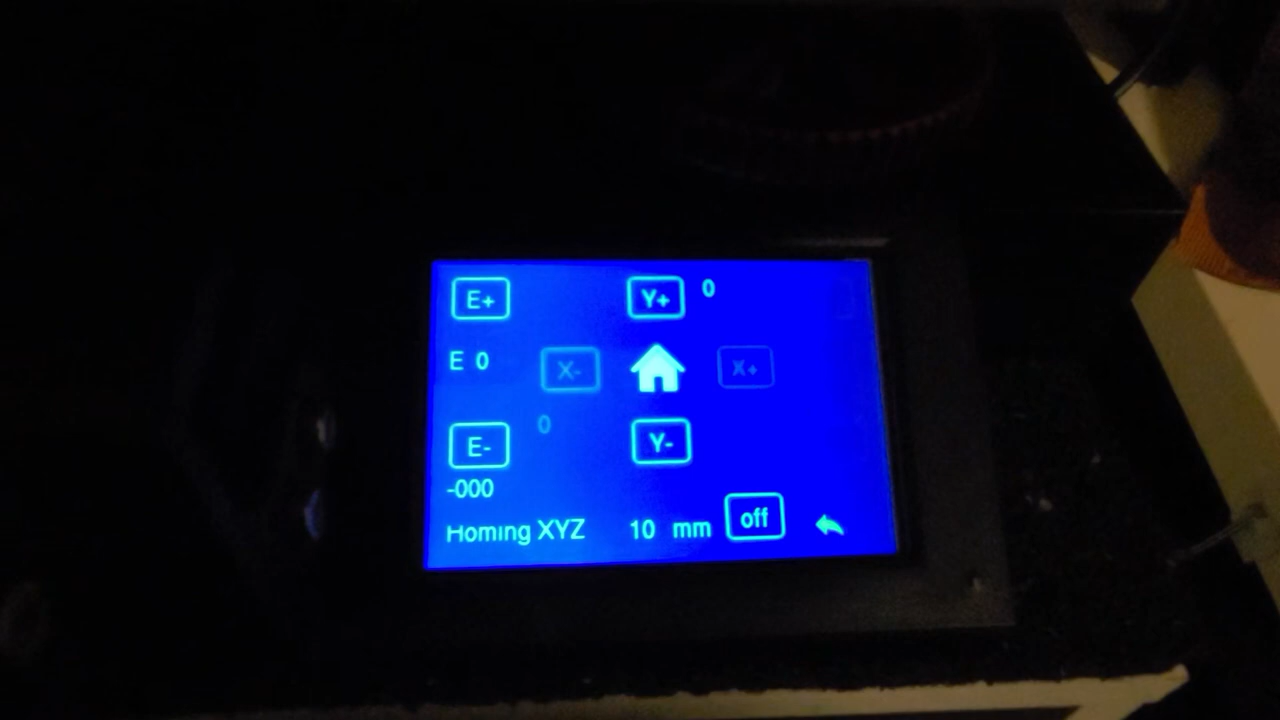 E+ Y+ 0
E 0 X- X+
0
E- Y-
-000
Homing XYZ 10 mm off